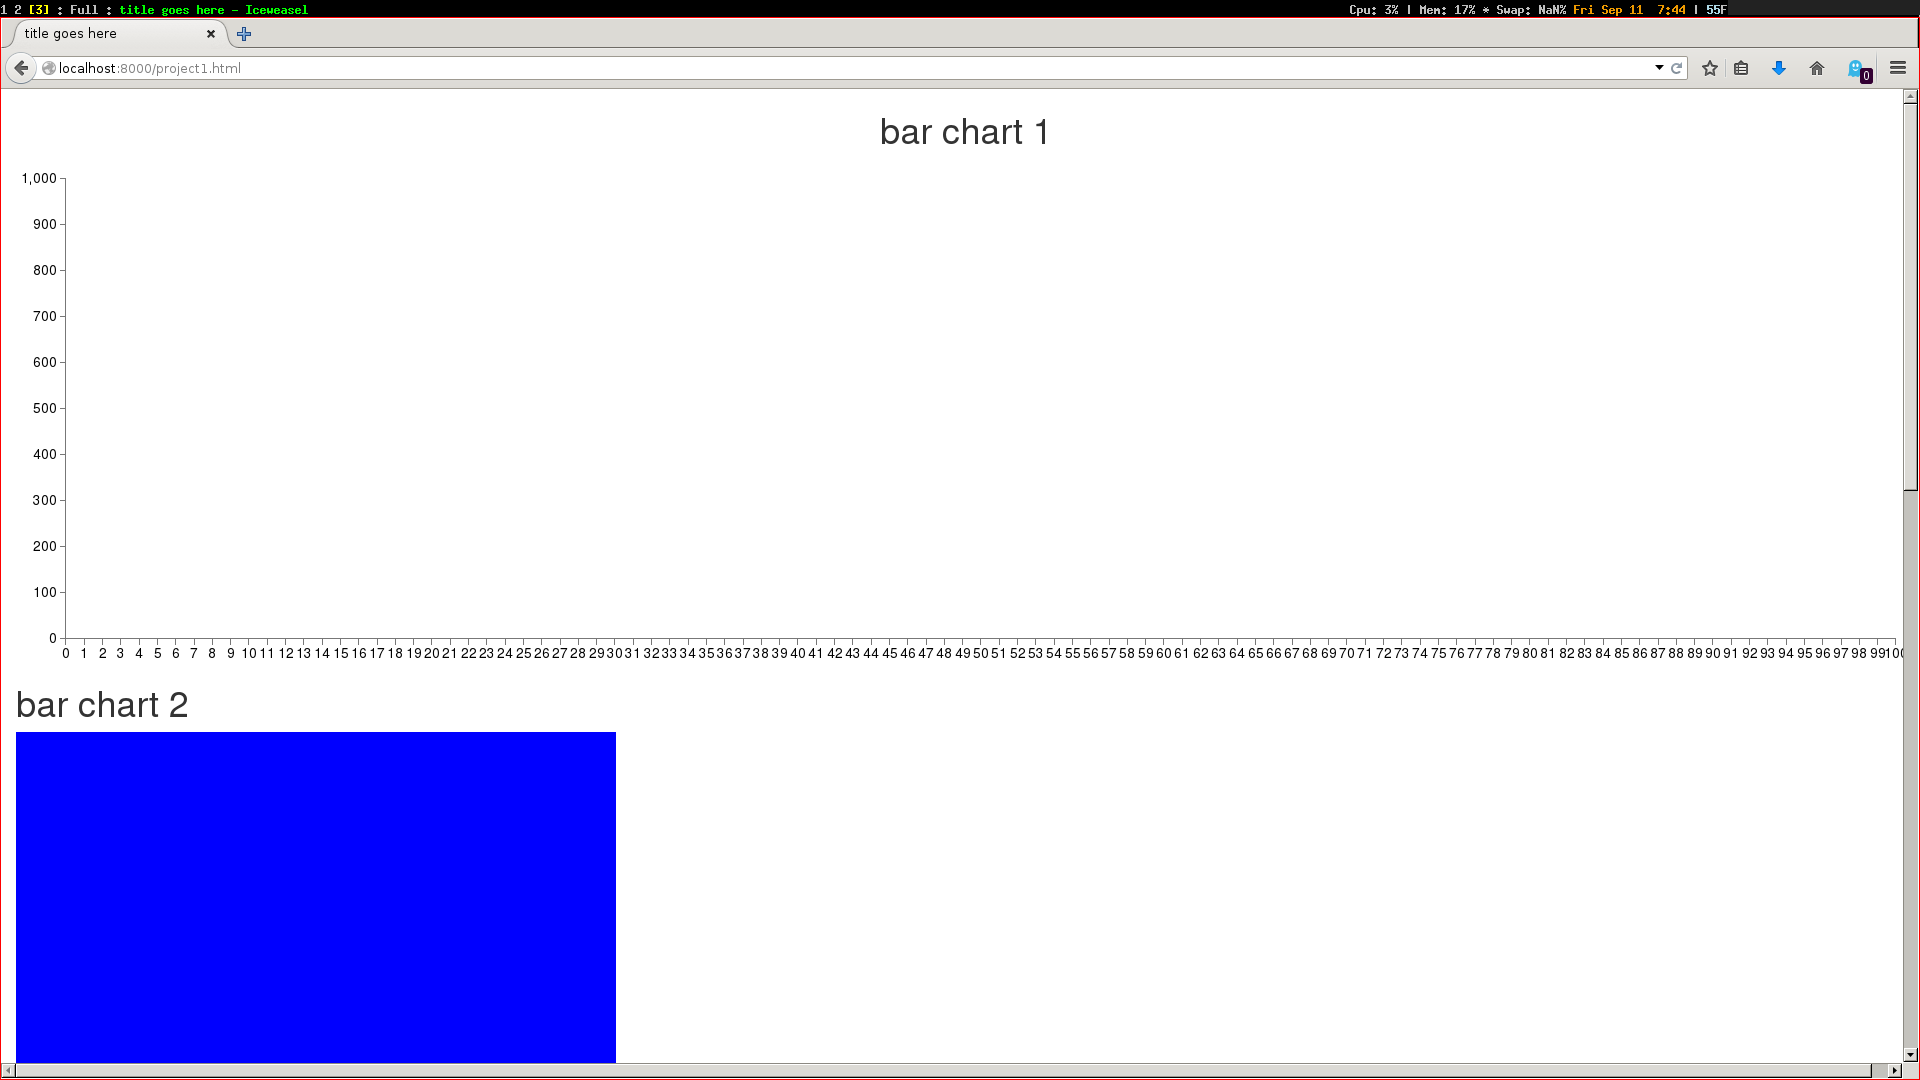 1 2 [3] : Full : title goes here - Iceweasel Cpu: 3% | Mem: 17% * Swap: NaN% Fri Sep 11 7:44 | 55F
title goes here
localhost:8000/project1.html
0
bar chart 1
1,000
900
800
700
600
500
400
300
200
100
0
0 1 2 3 4 5 6 7 8 9 10 11 12 13 14 15 16 17 18 19 20 21 22 23 24 25 26 27 28 29 30 31 32 33 34 35 36 37 38 39 40 41 42 43 44 45 46 47 48 49 50 51 52 53 54 55 56 57 58 59 60 61 62 63 64 65 66 67 68 69 70 71 72 73 74 75 76 77 78 79 80 81 82 83 84 85 86 87 88 89 90 91 92 93 94 95 96 97 98 99 100
bar chart 2